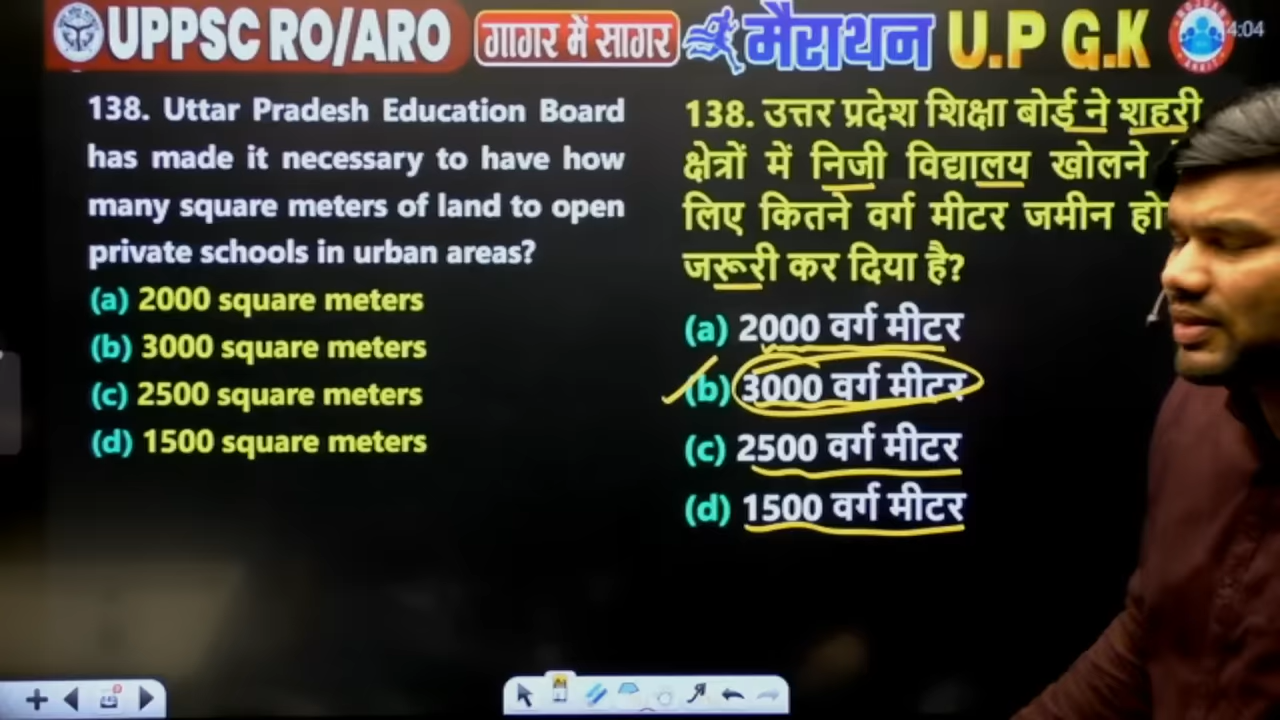 UPPSC RO/ARO गागर में सागर मैराथन U.P G.K
4:04
138. Uttar Pradesh Education Board
has made it necessary to have how
many square meters of land to open
private schools in urban areas?
(a) 2000 square meters
(b) 3000 square meters
(c) 2500 square meters
(d) 1500 square meters
138. उत्तर प्रदेश शिक्षा बोर्ड ने शहरी
क्षेत्रों में निजी विद्यालय खोलने
लिए कितने वर्ग मीटर जमीन
जरूरी कर दिया है?
(a) 2000 वर्ग मीटर
(b) 3000 वर्ग मीटर
(c) 2500 वर्ग मीटर
(d) 1500 वर्ग मीटर